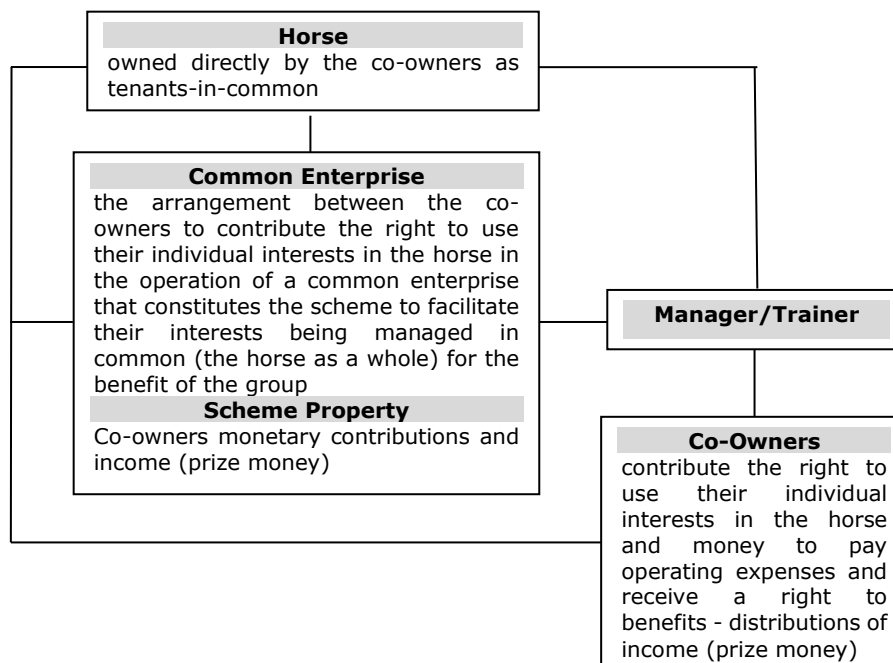 Horse
owned directly by the co-owners as
tenants-in-common
Common Enterprise
the arrangement between the co-
owners to contribute the right to use
their individual interests in the horse in
the operation of a common enterprise
that constitutes the scheme to facilitate
their interests being managed in
common (the horse as a whole) for the
benefit of the group
Scheme Property
Co-owners monetary contributions and
income (prize money)
Manager/Trainer
Co-Owners
contribute the right to
use their individual
interests in the horse
and money to pay
operating expenses and
receive a right to
benefits - distributions of
income (prize money)